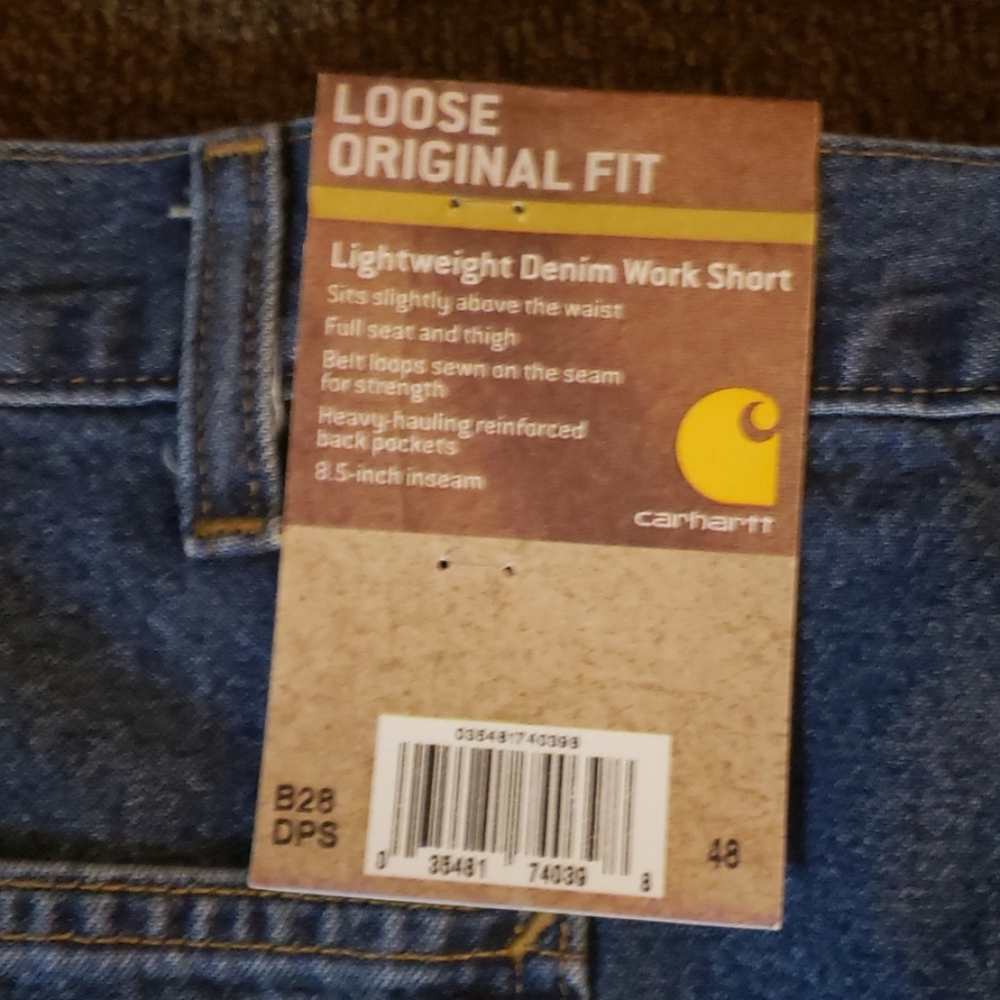 LOOSE
ORIGINAL FIT
Lightweight Denim Work Short
Sits slightly above the waist
Full seat and thigh
Belt loops sewn on the seam
for strength
Heavy-hauling reinforced
back pockets
8.5-inch inseam
carhartt
035481740398
B28
DPS
48
0 35481 74039 8